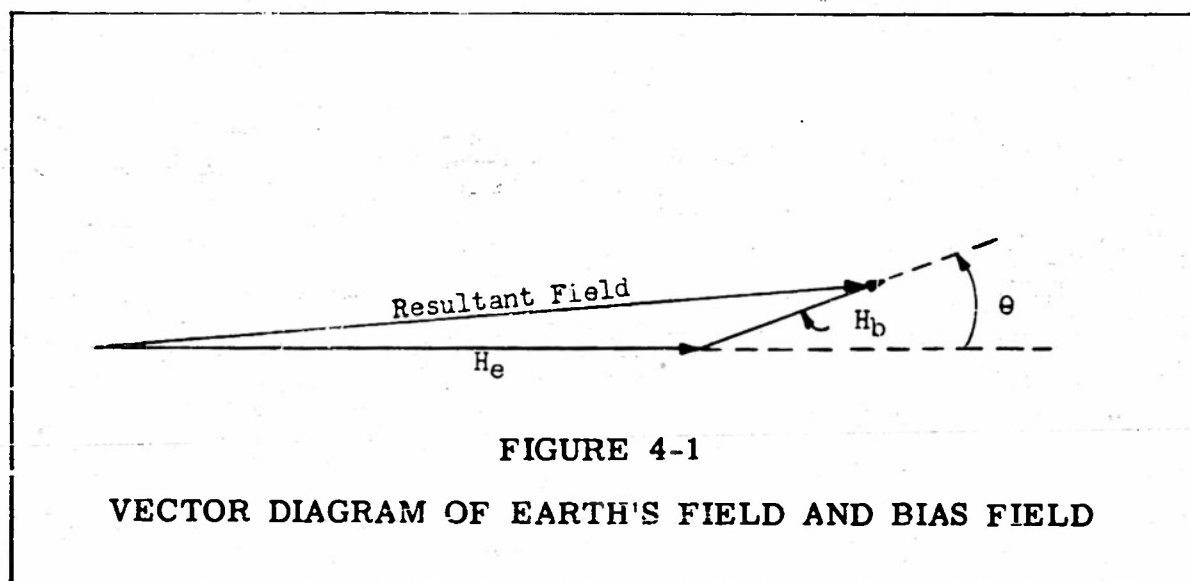 Resultant Field
H_b
θ
H_e
FIGURE 4-1
VECTOR DIAGRAM OF EARTH'S FIELD AND BIAS FIELD